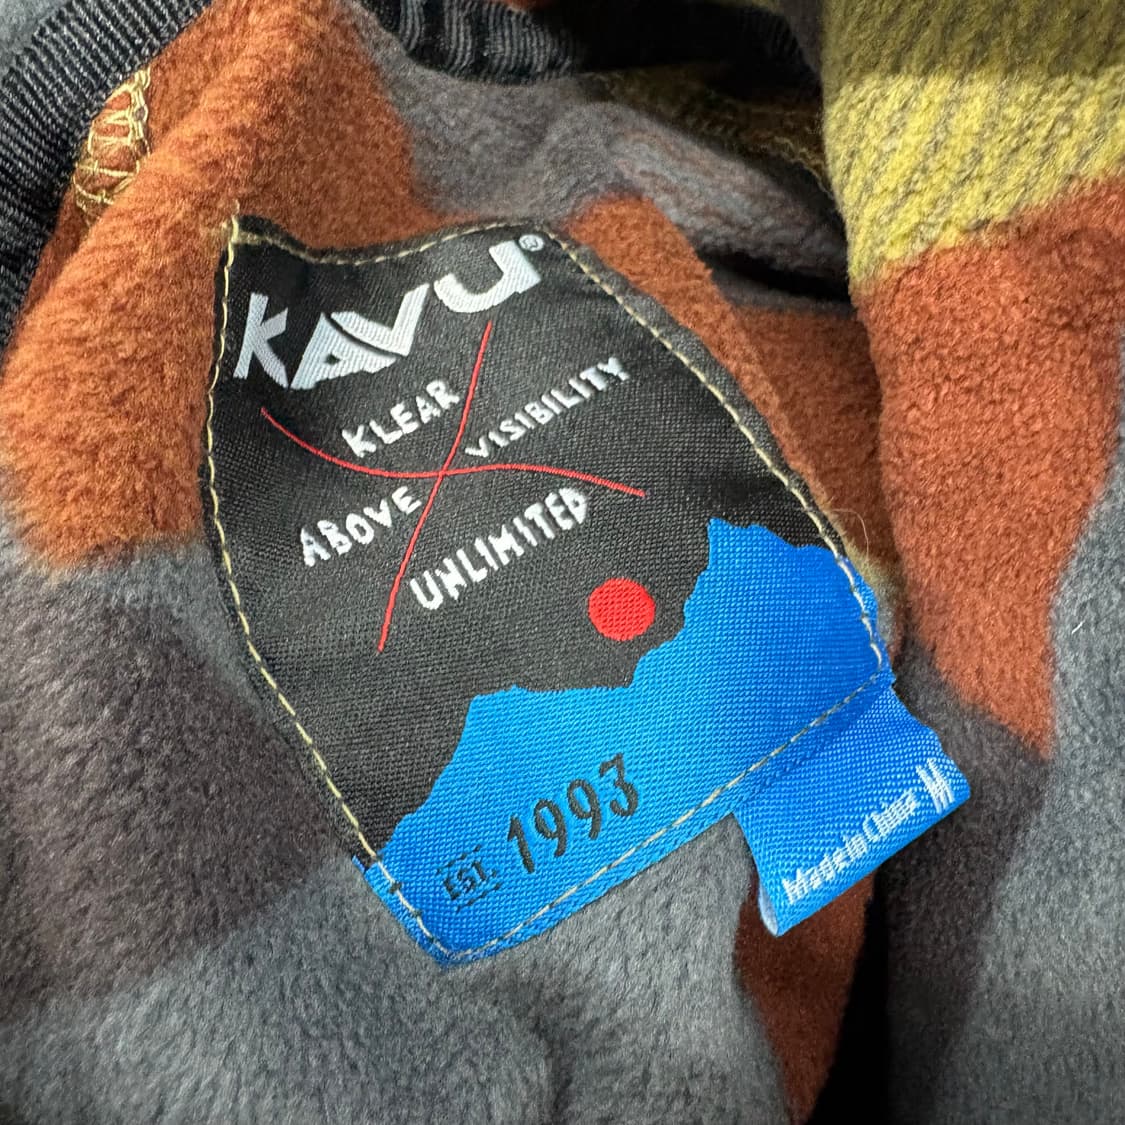 KAVU®
KLEAR VISIBILITY
ABOVE UNLIMITED
EST. 1993
Made in China M